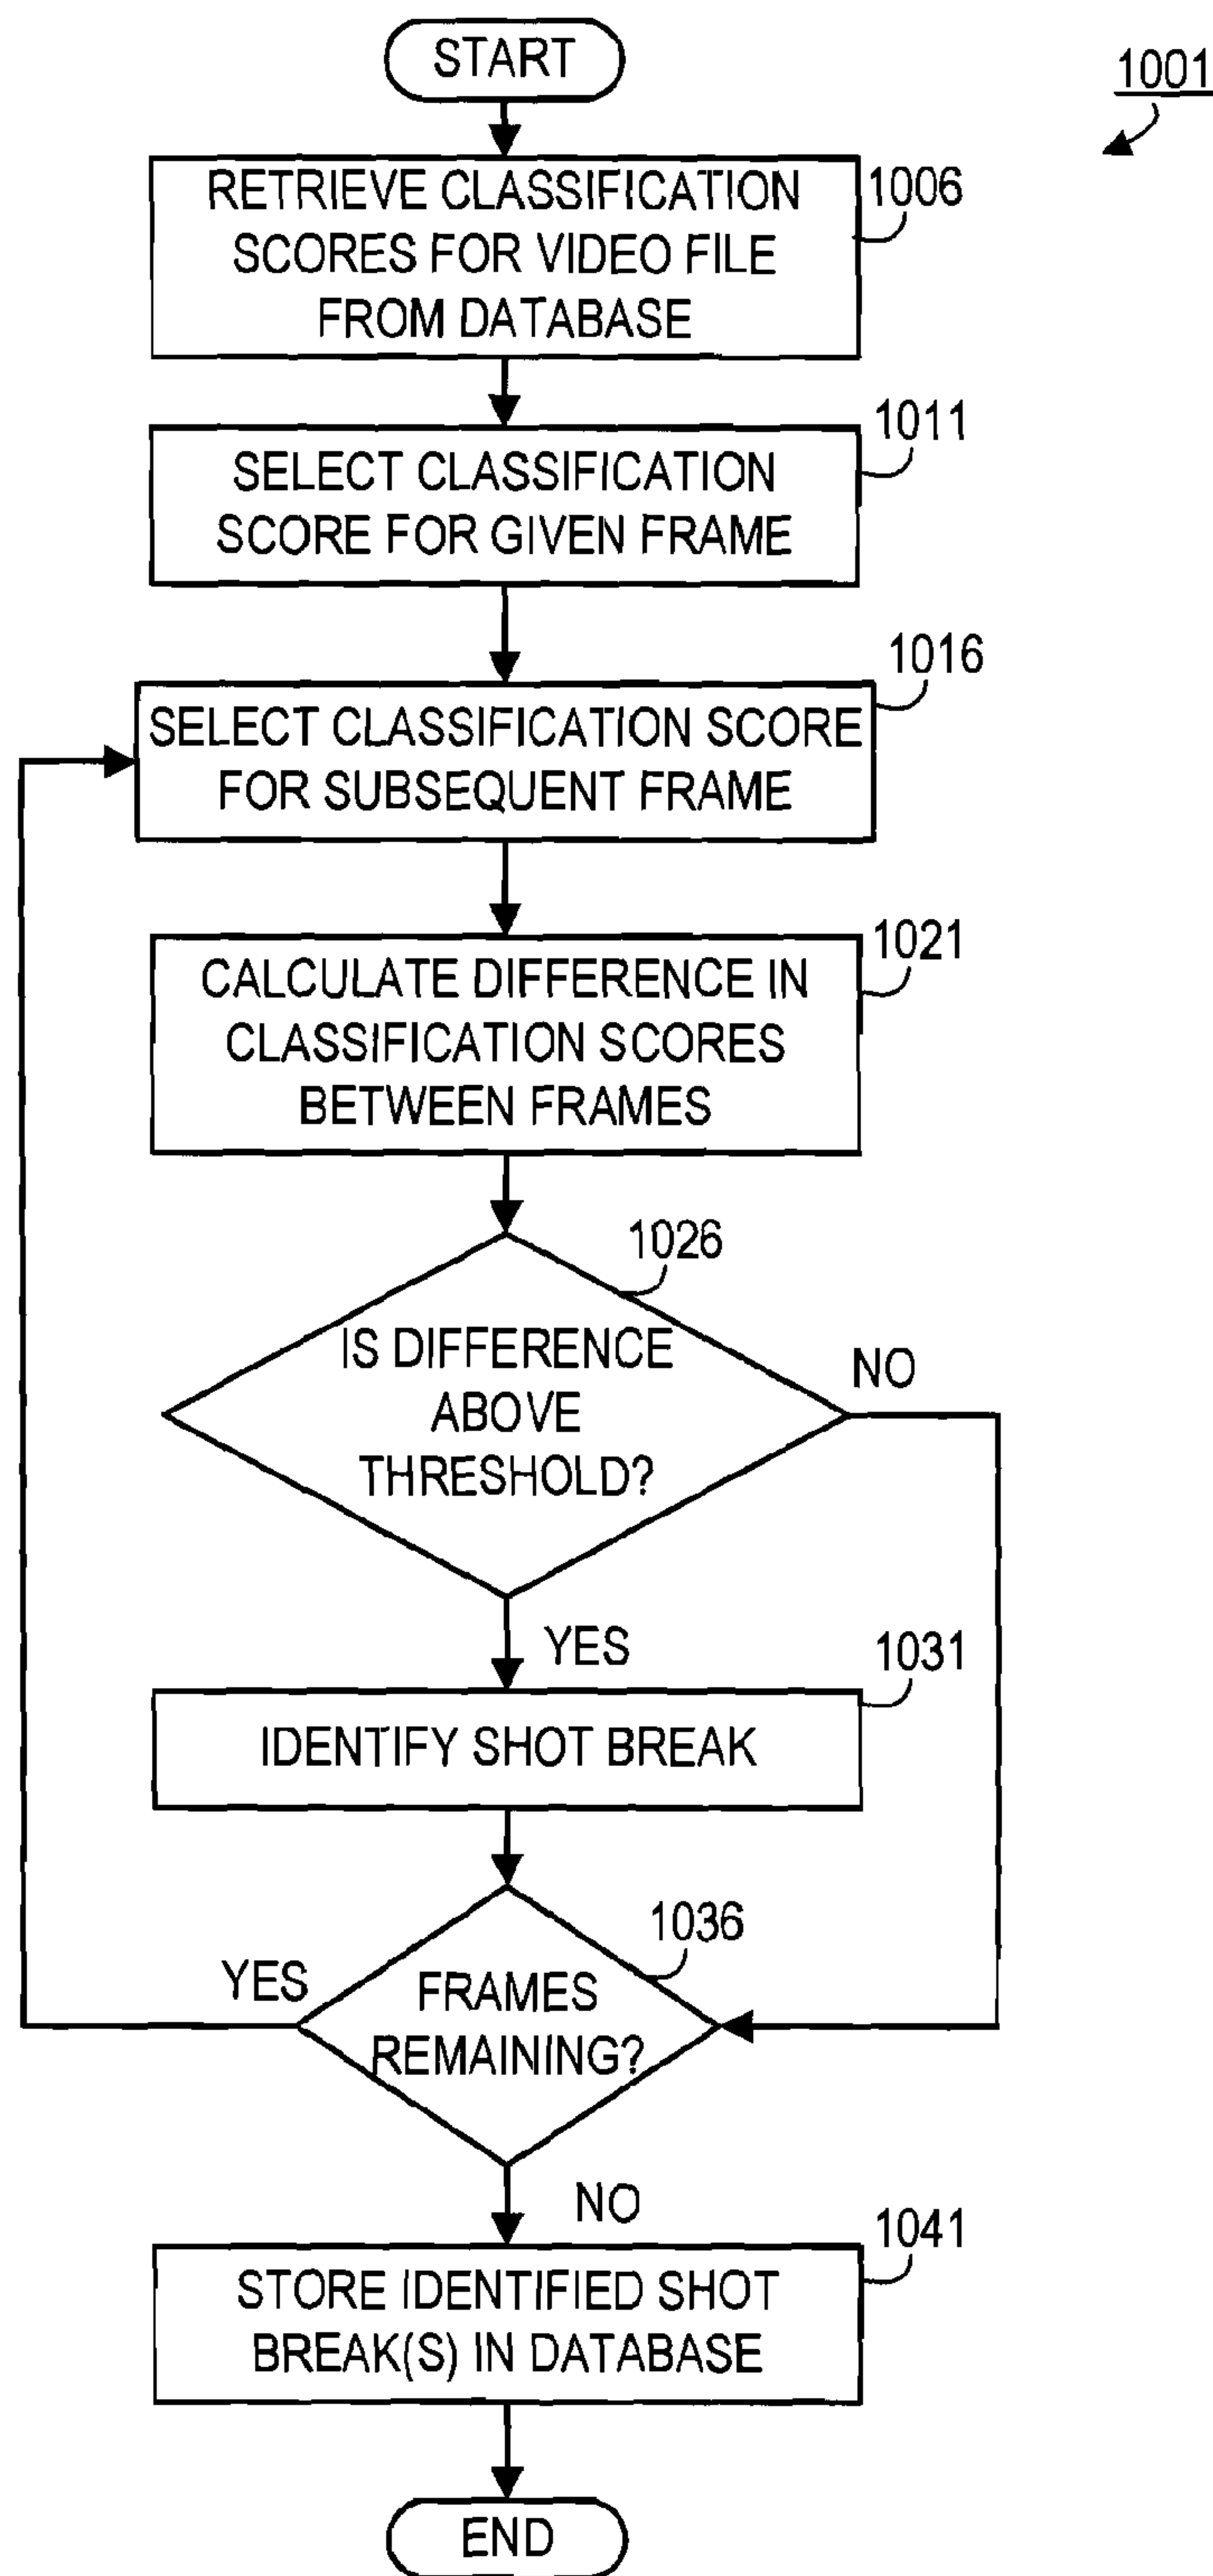 START
1001
RETRIEVE CLASSIFICATION
SCORES FOR VIDEO FILE
FROM DATABASE
1006
SELECT CLASSIFICATION
SCORE FOR GIVEN FRAME
1011
SELECT CLASSIFICATION SCORE
FOR SUBSEQUENT FRAME
1016
CALCULATE DIFFERENCE IN
CLASSIFICATION SCORES
BETWEEN FRAMES
1021
IS DIFFERENCE
ABOVE
THRESHOLD?
1026
NO
YES
IDENTIFY SHOT BREAK
1031
FRAMES
REMAINING?
1036
YES
NO
STORE IDENTIFIED SHOT
BREAK(S) IN DATABASE
1041
END